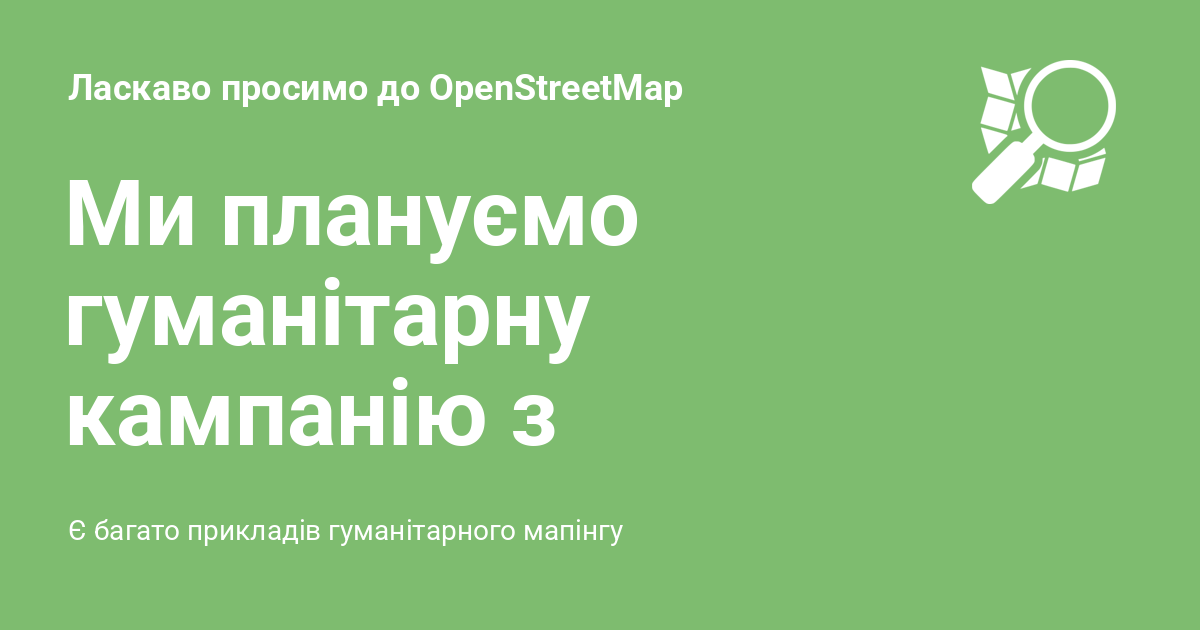 Ласкаво просимо до OpenStreetMap
Ми плануємо
гуманітарну
кампанію з
Є багато прикладів гуманітарного мапінгу